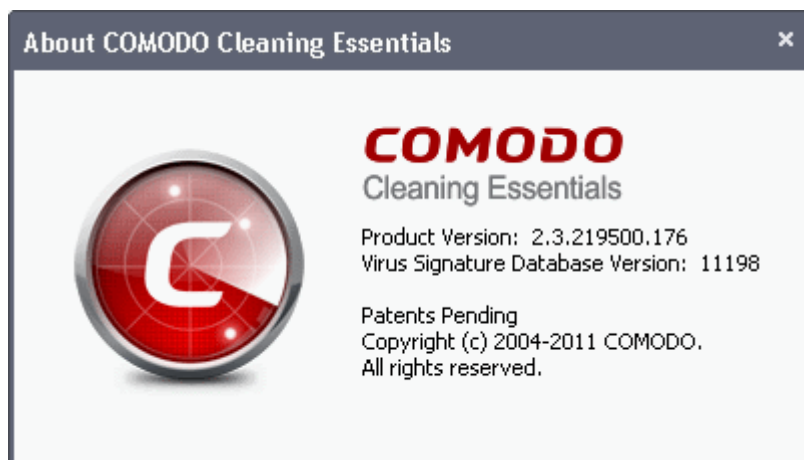 About COMODO Cleaning Essentials
COMODO
Cleaning Essentials
Product Version: 2.3.219500.176
Virus Signature Database Version: 11198
Patents Pending
Copyright (c) 2004-2011 COMODO.
All rights reserved.
C